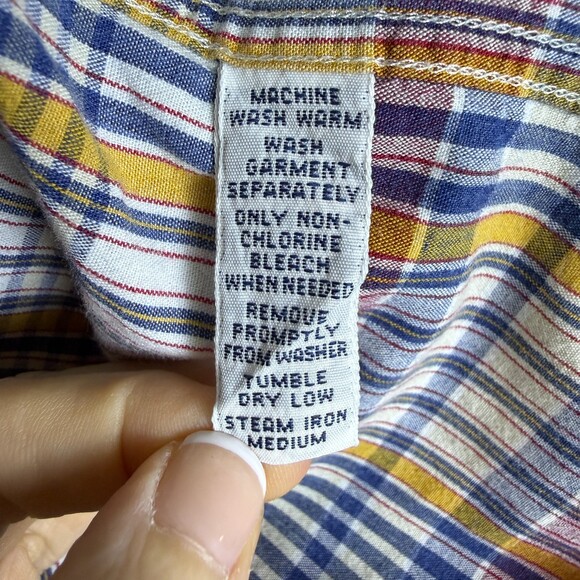 MACHINE
WASH WARM
WASH
GARMENT
SEPARATELY
ONLY NON-
CHLORINE
BLEACH
WHEN NEEDED
REMOVE
PROMPTLY
FROM WASHER
TUMBLE
DRY LOW
STEAM IRON
MEDIUM